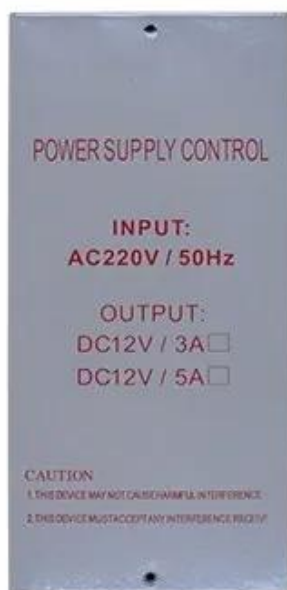 POWER SUPPLY CONTROL
INPUT:
AC220V / 50Hz
OUTPUT:
DC12V / 3A□
DC12V / 5A□
CAUTION
1. THIS DEVICE MAY NOT CAUSE HARMFUL INTERFERENCE
2. THIS DEVICE MUST ACCEPT ANY INTERFERENCE